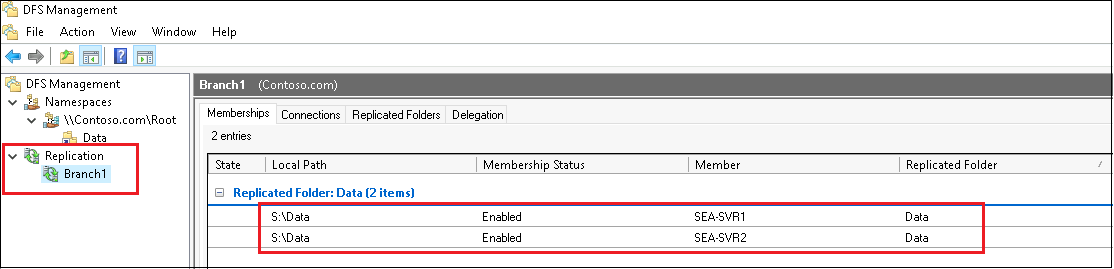 DFS Management
File Action View Window Help
DFS Management
Namespaces
\\Contoso.com\Root
Data
Replication
Branch1
Branch1 (Contoso.com)
Memberships Connections Replicated Folders Delegation
2 entries
State Local Path Membership Status Member Replicated Folder
Replicated Folder: Data (2 items)
S:\Data Enabled SEA-SVR1 Data
S:\Data Enabled SEA-SVR2 Data